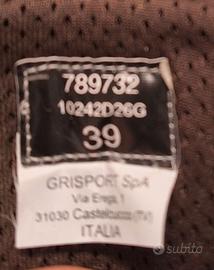 789732
10242D26G
39
GRISPORT SpA
Via Erega, 1
31030 Castelcucco (TV)
ITALIA
subito